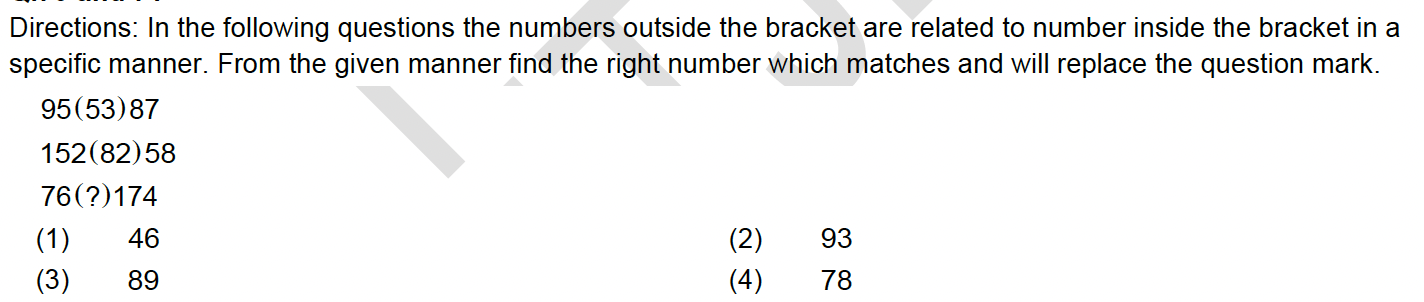 Directions: In the following questions the numbers outside the bracket are related to number inside the bracket in a
specific manner. From the given manner find the right number which matches and will replace the question mark.
95(53)87
152(82)58
76(?)174
(1) 46 (2) 93
(3) 89 (4) 78